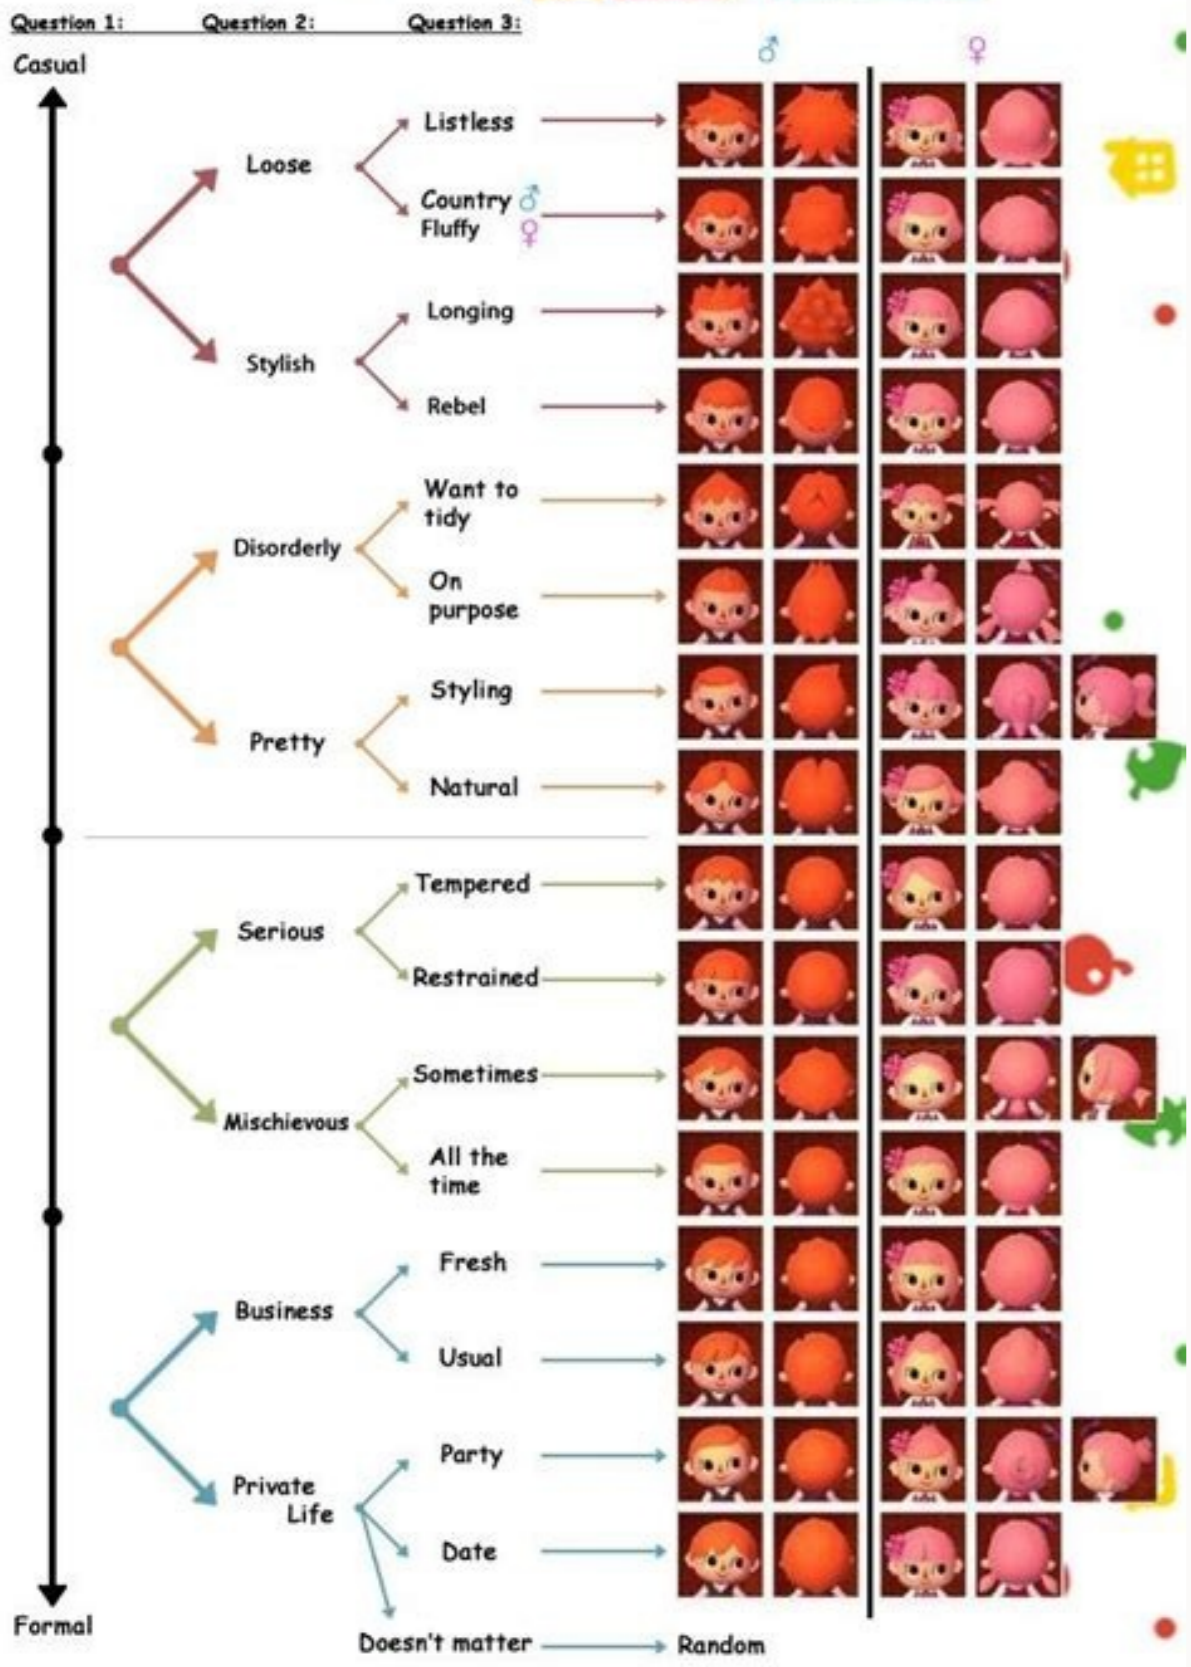 Question 1:
Question 2:
Question 3:
♂
♀
Casual
Listless
Loose
Country ♂
Fluffy ♀
Longing
Stylish
Rebel
Want to
tidy
Disorderly
On
purpose
Styling
Pretty
Natural
Tempered
Serious
Restrained
Sometimes
Mischievous
All the
time
Fresh
Business
Usual
Party
Private
Life
Date
Formal
Doesn't matter
Random